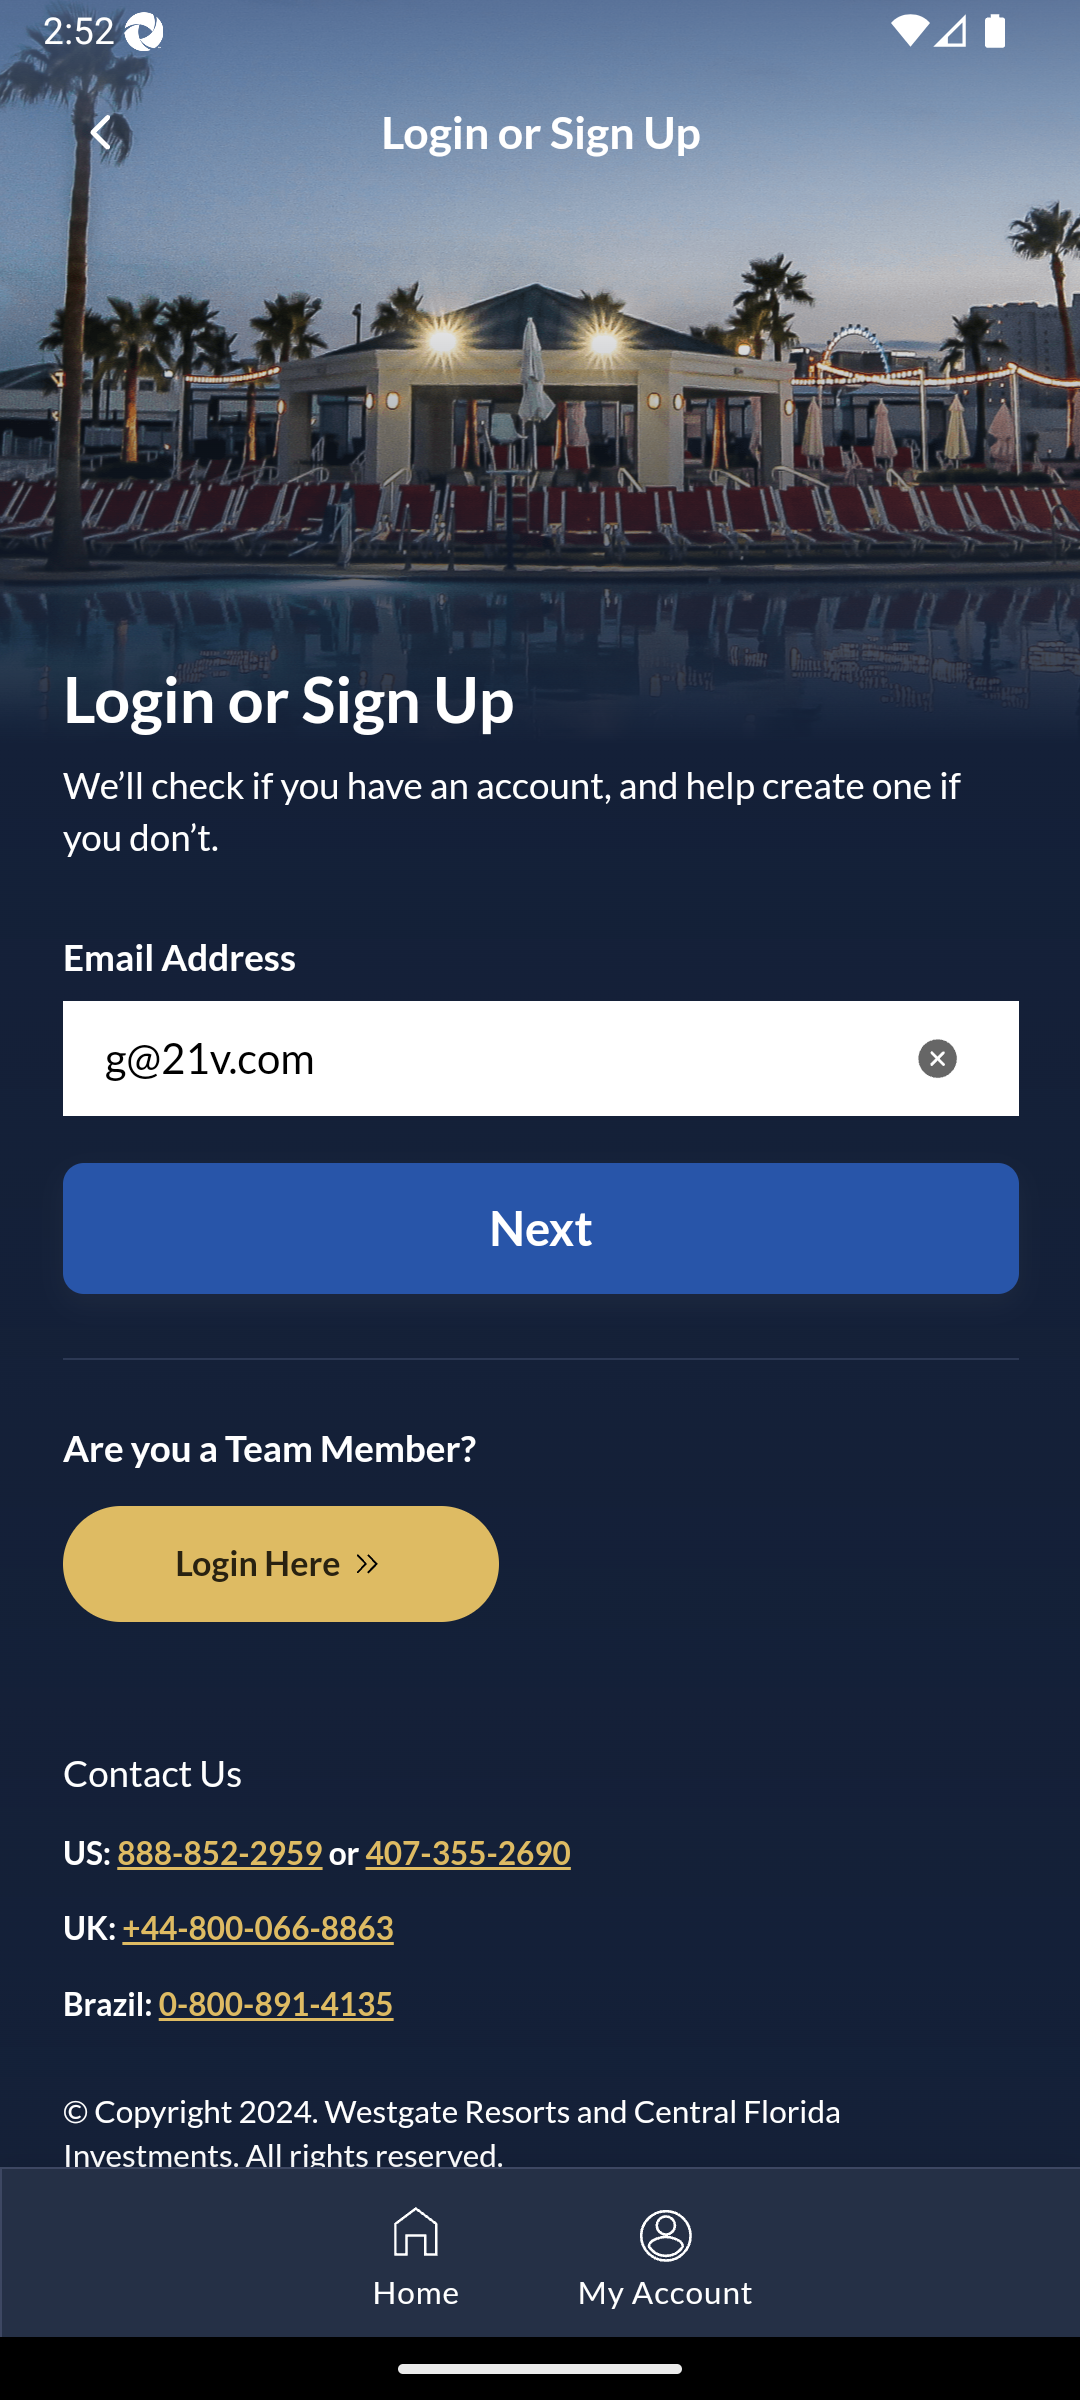 2:52
Login or Sign Up
Login or Sign Up
We’ll check if you have an account, and help create one if
you don’t.
Email Address
g@21v.com
Next
Are you a Team Member?
Login Here
Contact Us
US: 888-852-2959 or 407-355-2690
UK: +44-800-066-8863
Brazil: 0-800-891-4135
© Copyright 2024. Westgate Resorts and Central Florida
Investments. All rights reserved.
Home
My Account